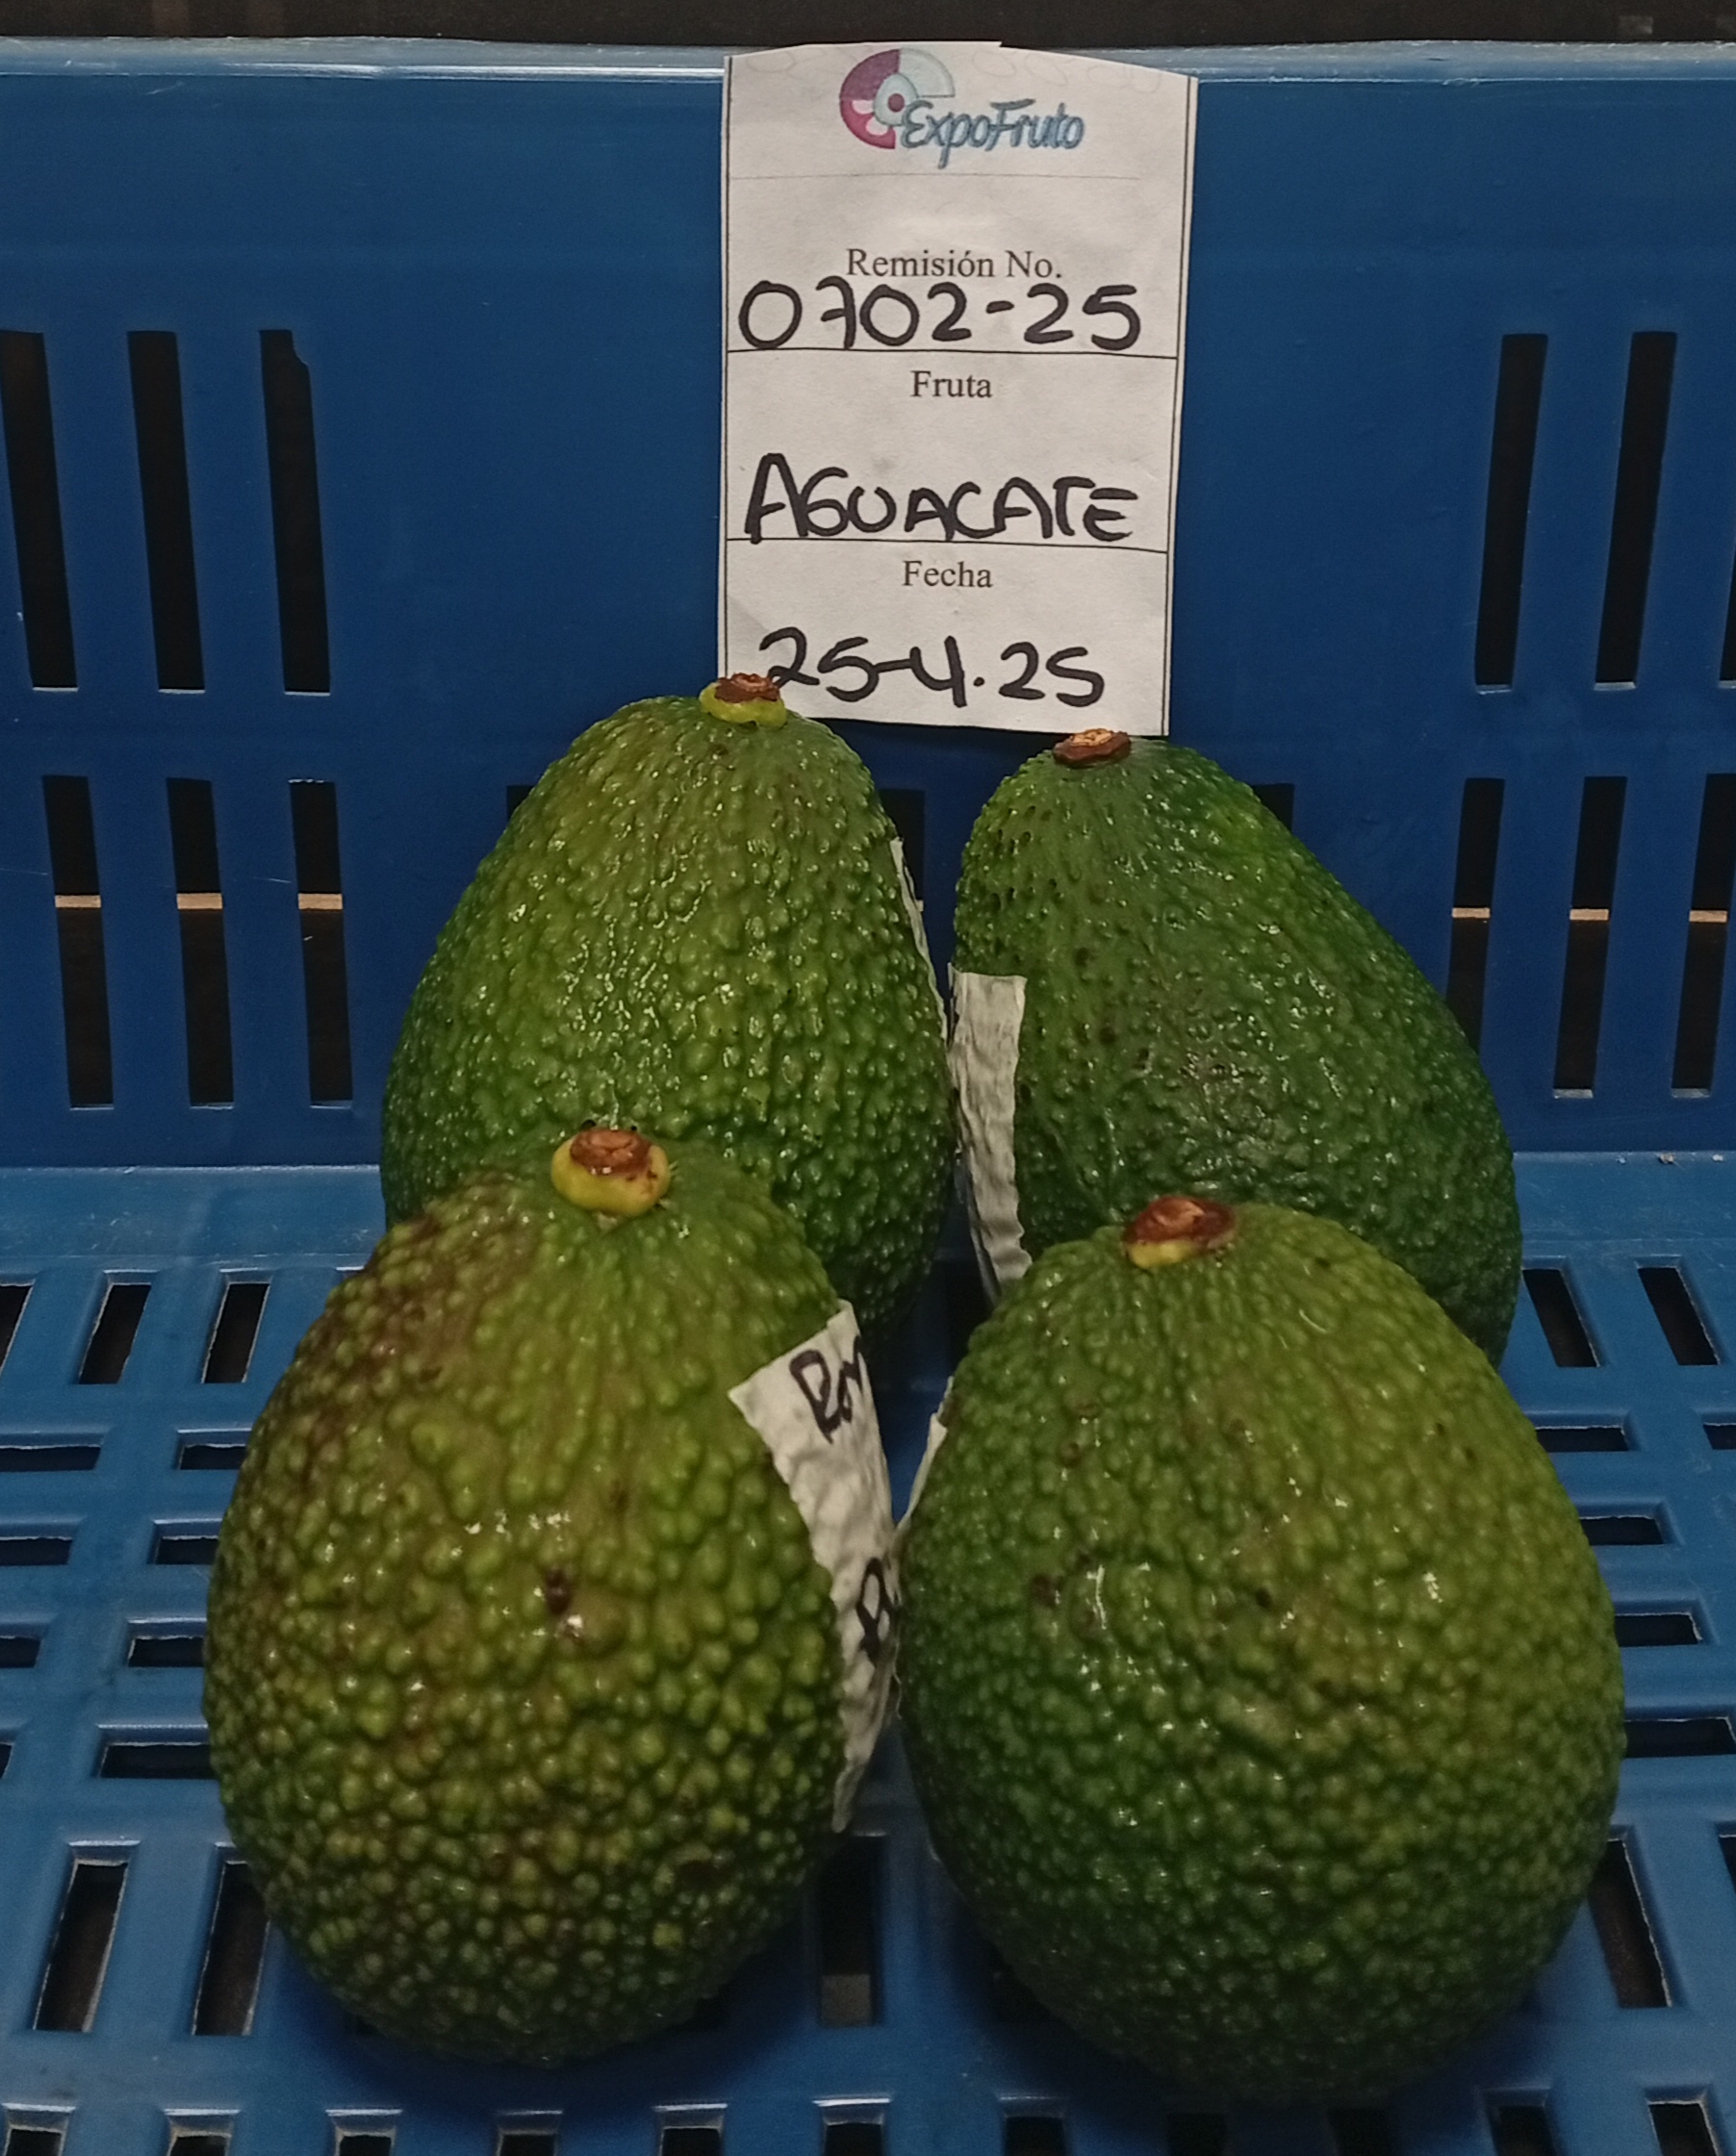 ExpoFruto
Remisión No.
0702-25
Fruta
AGUACATE
Fecha
25-4.25